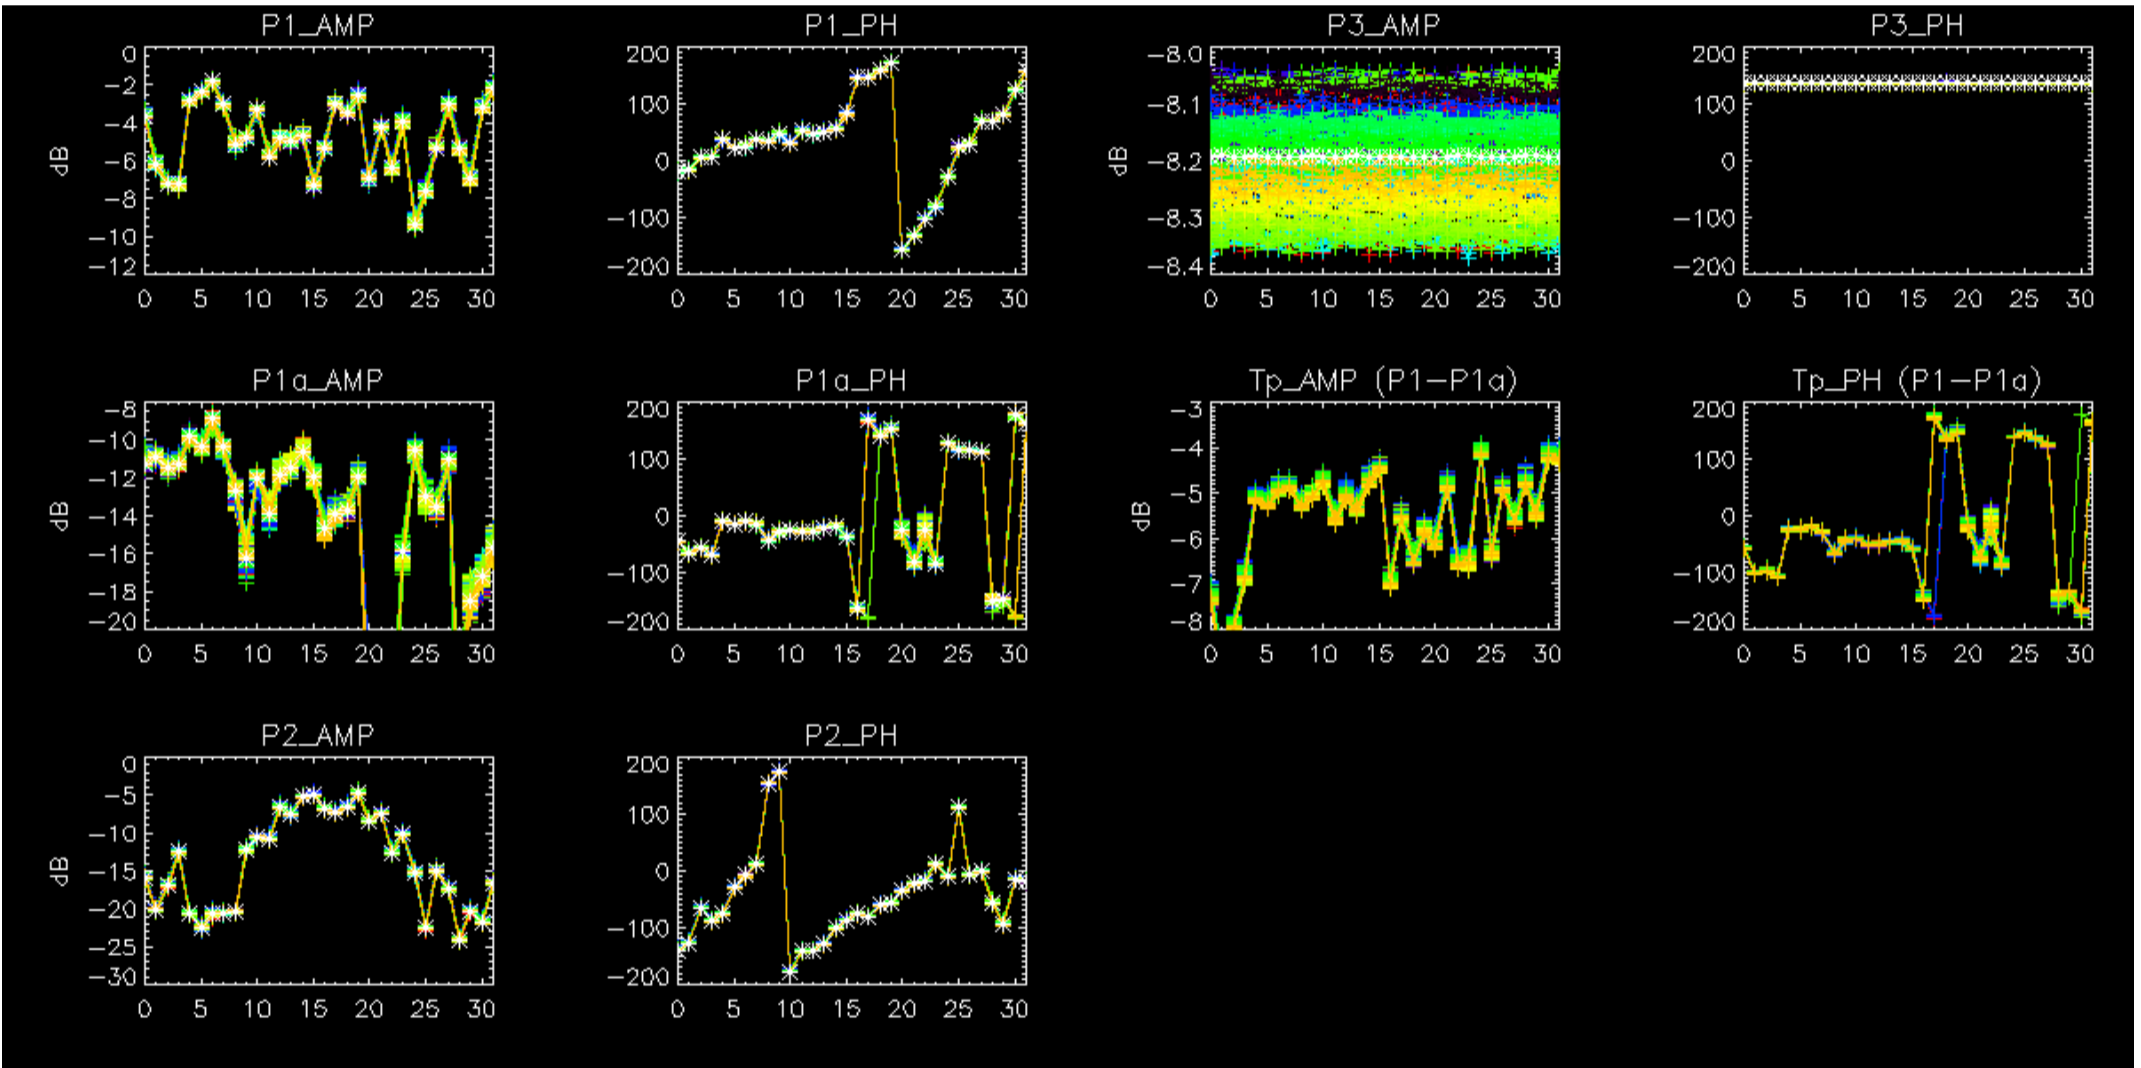 P1_AMP
0
−2
−4
−6
−8
−10
−12
dB
0 5 10 15 20 25 30
P1_PH
200
100
0
−100
−200
0 5 10 15 20 25 30
P3_AMP
−8.0
−8.1
−8.2
−8.3
−8.4
dB
0 5 10 15 20 25 30
P3_PH
200
100
0
−100
−200
0 5 10 15 20 25 30
P1a_AMP
−8
−10
−12
−14
−16
−18
−20
dB
0 5 10 15 20 25 30
P1a_PH
200
100
0
−100
−200
0 5 10 15 20 25 30
Tp_AMP (P1−P1a)
−3
−4
−5
−6
−7
−8
dB
0 5 10 15 20 25 30
Tp_PH (P1−P1a)
200
100
0
−100
−200
0 5 10 15 20 25 30
P2_AMP
0
−5
−10
−15
−20
−25
−30
dB
0 5 10 15 20 25 30
P2_PH
200
100
0
−100
−200
0 5 10 15 20 25 30